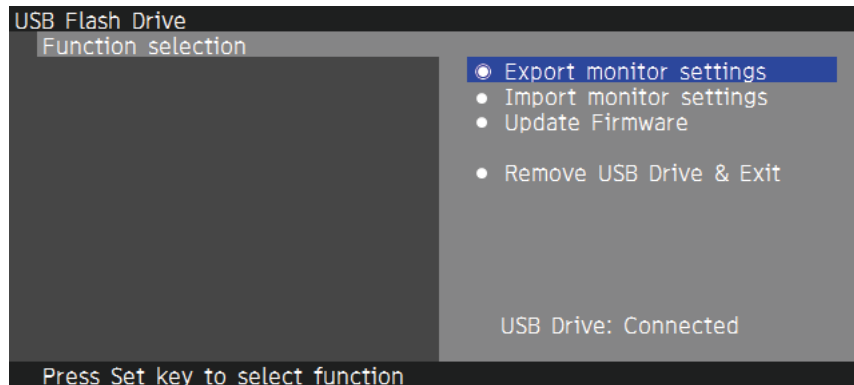 USB Flash Drive
Function selection
Export monitor settings
Import monitor settings
Update Firmware
Remove USB Drive & Exit
USB Drive: Connected
Press Set key to select function